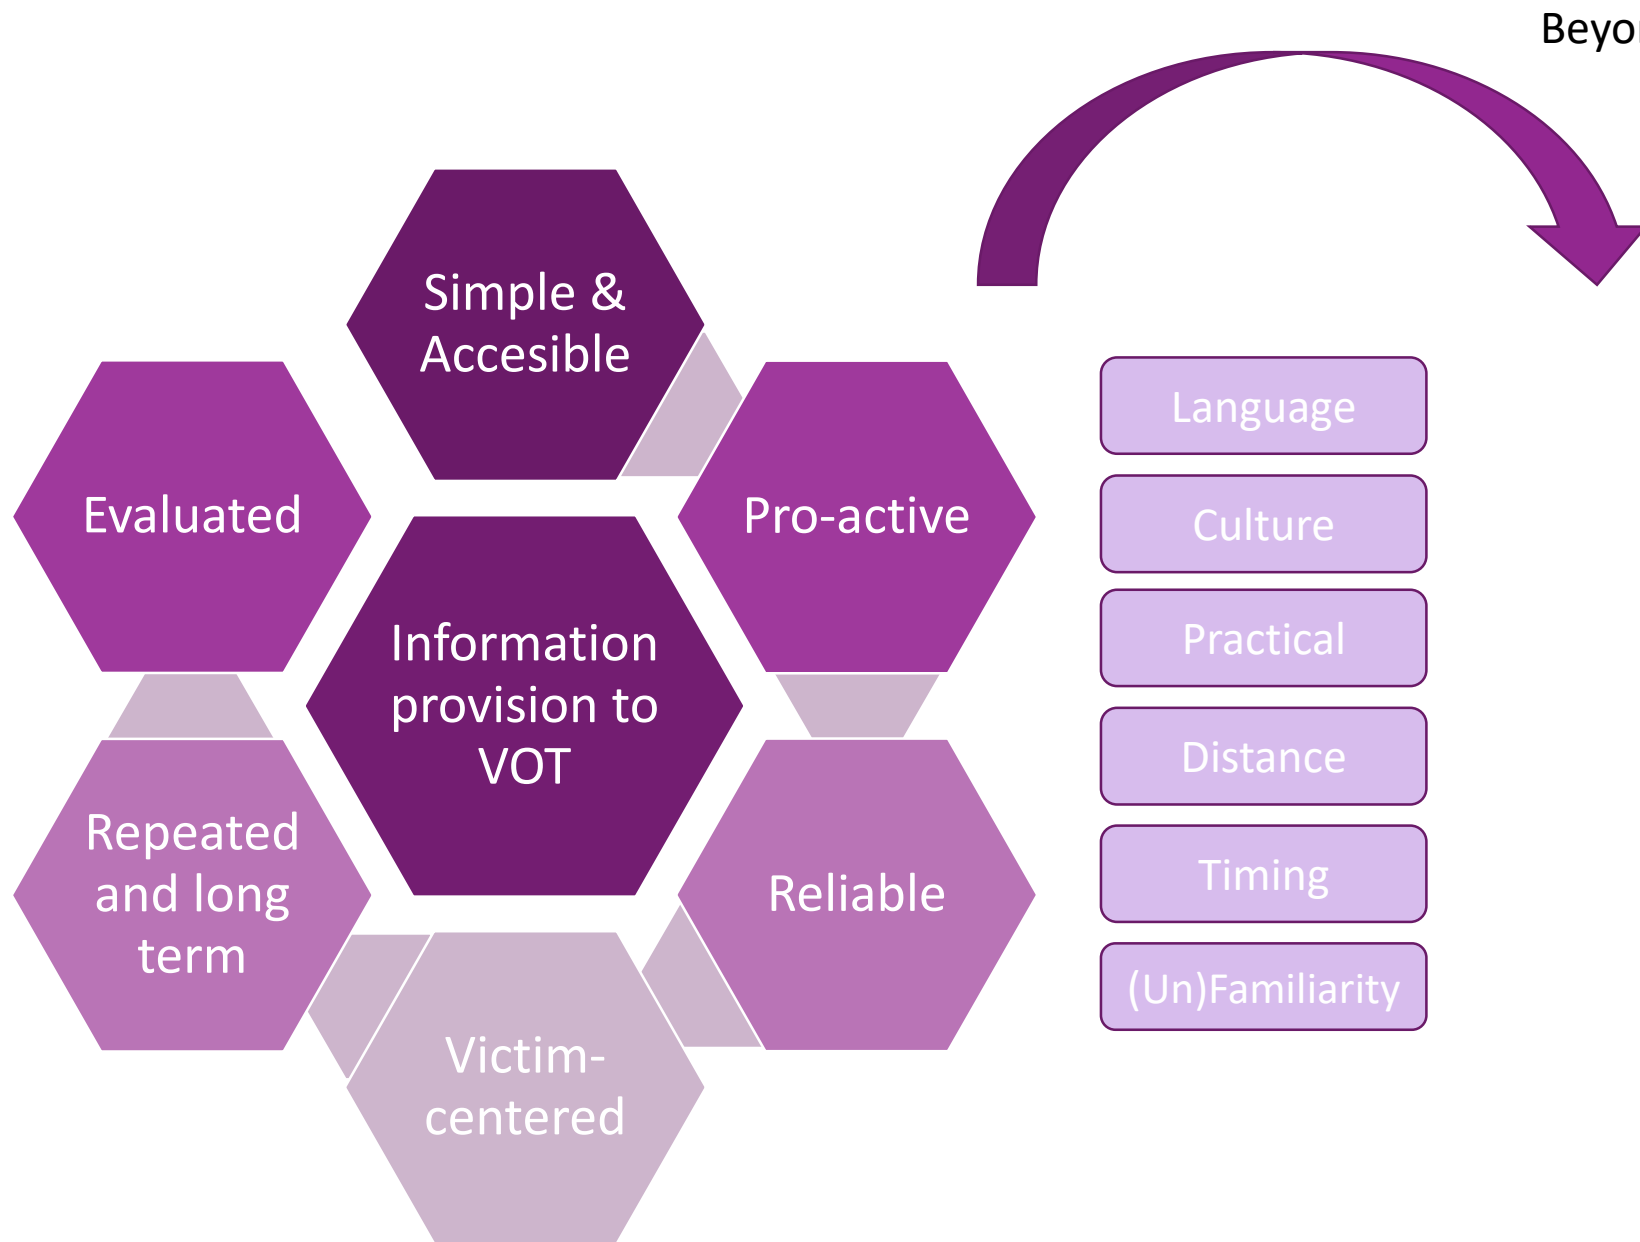 Beyon
Simple &
Accesible
Evaluated
Pro-active
Information
provision to
VOT
Repeated
and long
term
Reliable
Victim-
centered
Language
Culture
Practical
Distance
Timing
(Un)Familiarity